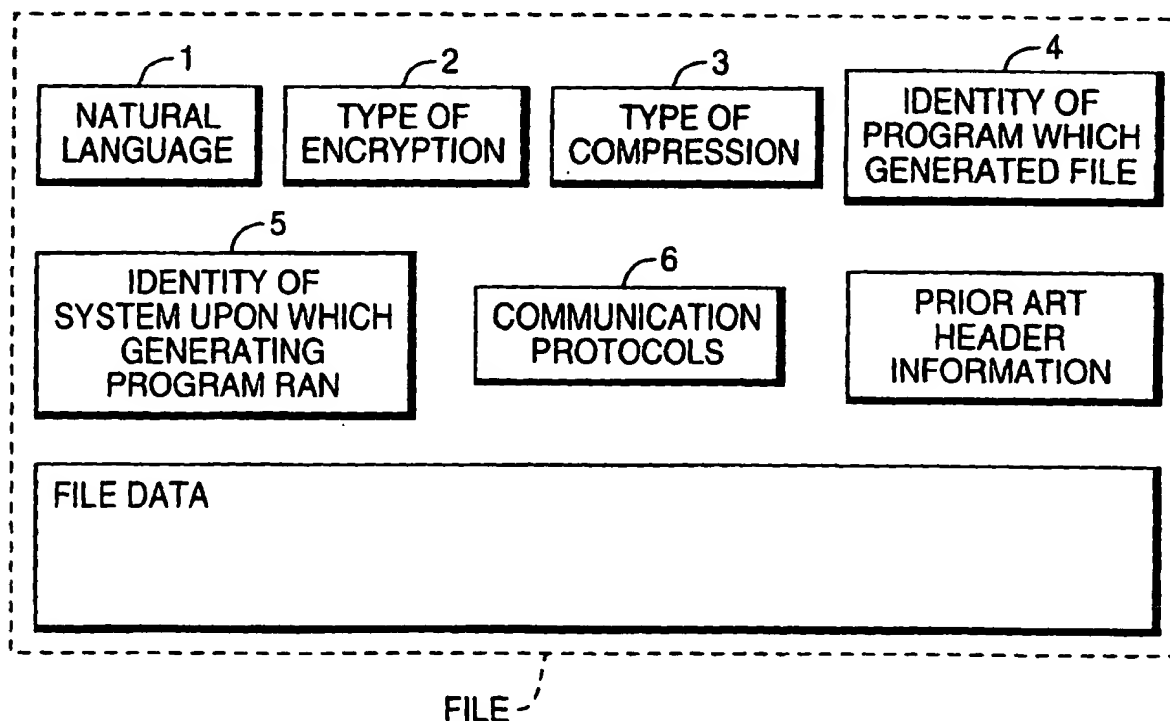 1
NATURAL
LANGUAGE
2
TYPE OF
ENCRYPTION
3
TYPE OF
COMPRESSION
4
IDENTITY OF
PROGRAM WHICH
GENERATED FILE
5
IDENTITY OF
SYSTEM UPON WHICH
GENERATING
PROGRAM RAN
6
COMMUNICATION
PROTOCOLS
PRIOR ART
HEADER
INFORMATION
FILE DATA
FILE